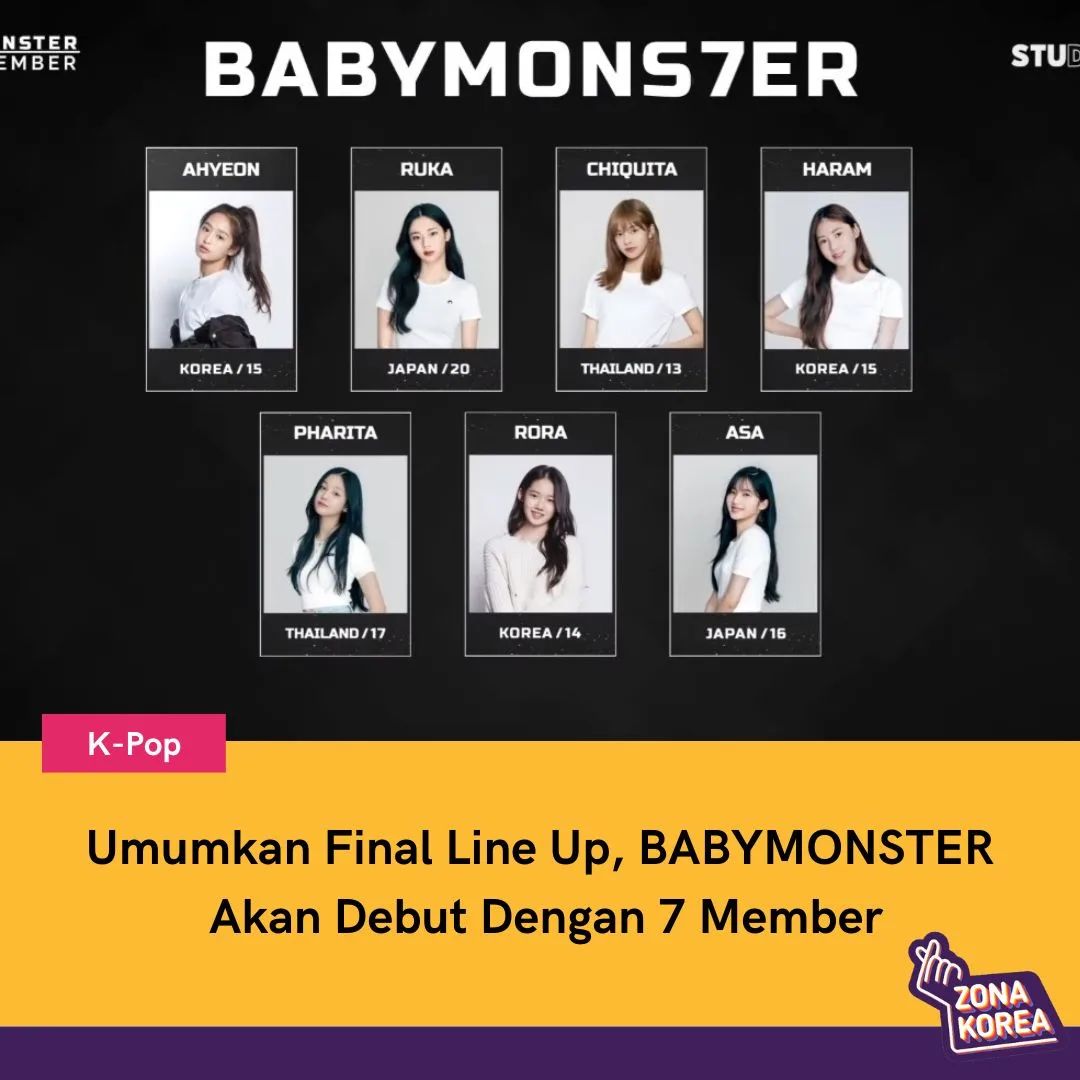 NSTER
EMBER
BABYMONS7ER
STUD
AHYEON
RUKA
CHIQUITA
HARAM
KOREA / 15
JAPAN / 20
THAILAND / 13
KOREA / 15
PHARITA
RORA
ASA
THAILAND / 17
KOREA / 14
JAPAN / 16
K-Pop
Umumkan Final Line Up, BABYMONSTER
Akan Debut Dengan 7 Member
ZONA
KOREA